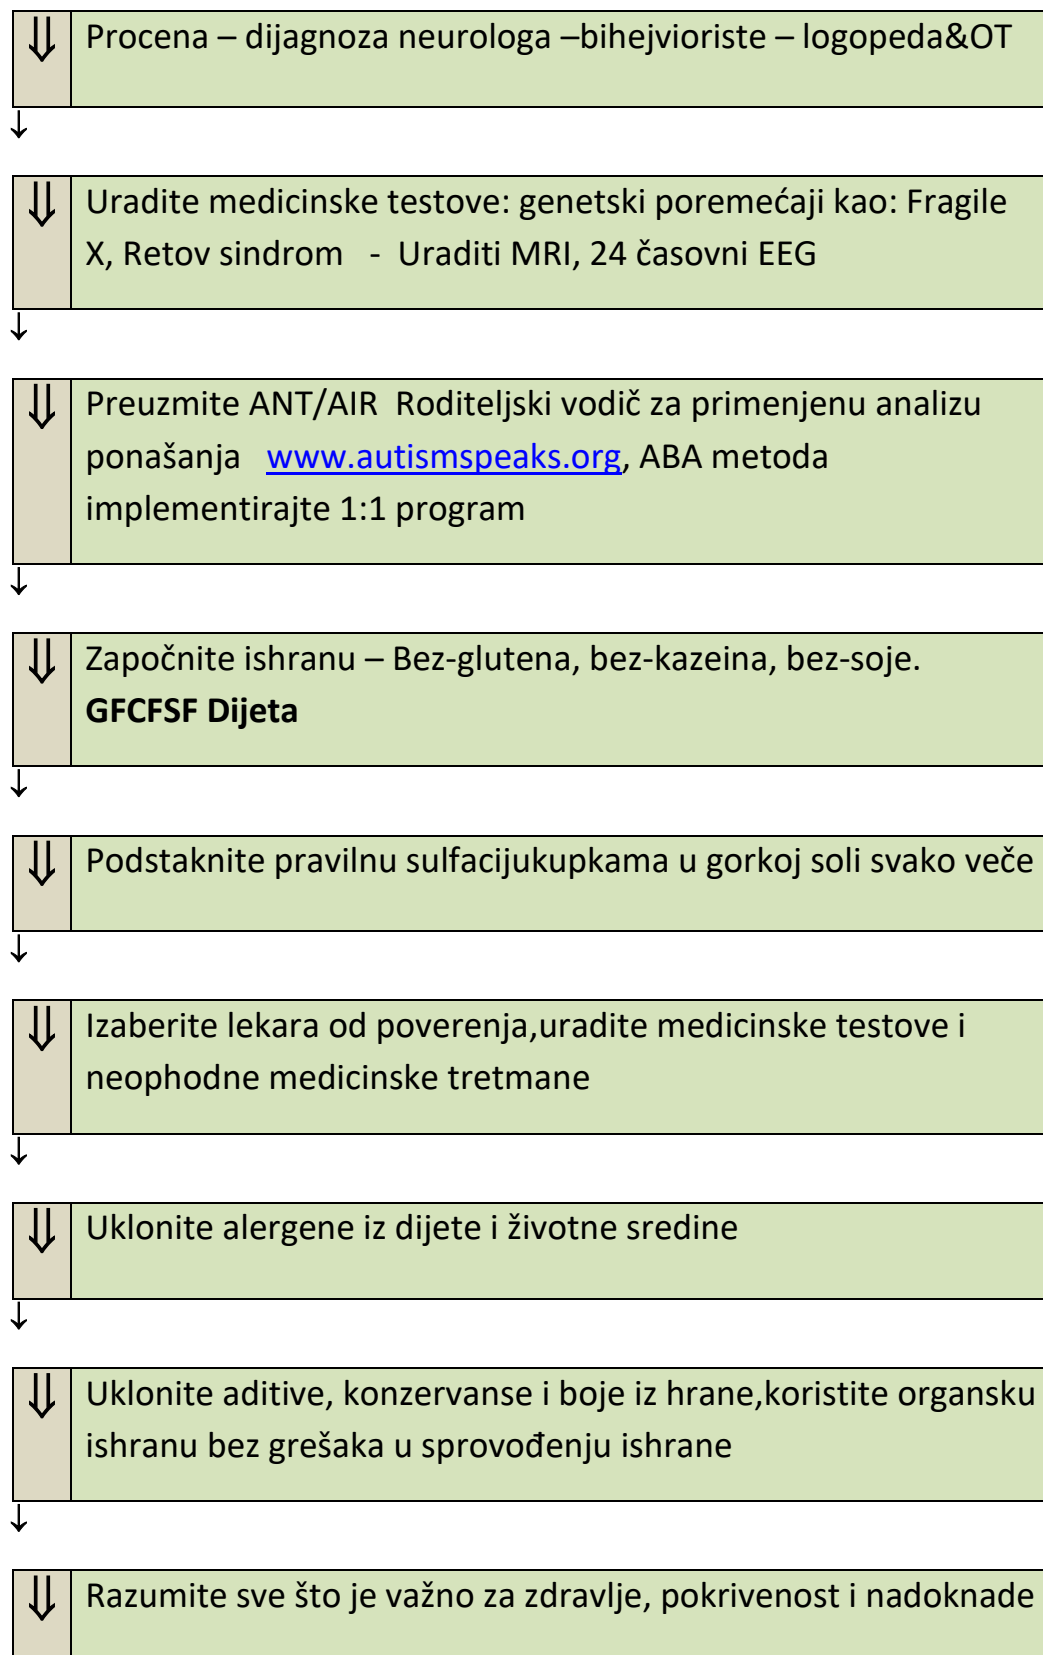 ⇓ Procena – dijagnoza neurologa –bihejvioriste – logopeda&OT
↓
⇓ Uradite medicinske testove: genetski poremećaji kao: Fragile
X, Retov sindrom - Uraditi MRI, 24 časovni EEG
↓
⇓ Preuzmite ANT/AIR Roditeljski vodič za primenjenu analizu
ponašanja www.autismspeaks.org, ABA metoda
implementirajte 1:1 program
↓
⇓ Započnite ishranu – Bez-glutena, bez-kazeina, bez-soje.
GFCFSF Dijeta
↓
⇓ Podstaknite pravilnu sulfacijukupkama u gorkoj soli svako veče
↓
⇓ Izaberite lekara od poverenja,uradite medicinske testove i
neophodne medicinske tretmane
↓
⇓ Uklonite alergene iz dijete i životne sredine
↓
⇓ Uklonite aditive, konzervanse i boje iz hrane,koristite organsku
ishranu bez grešaka u sprovođenju ishrane
↓
⇓ Razumite sve što je važno za zdravlje, pokrivenost i nadoknade